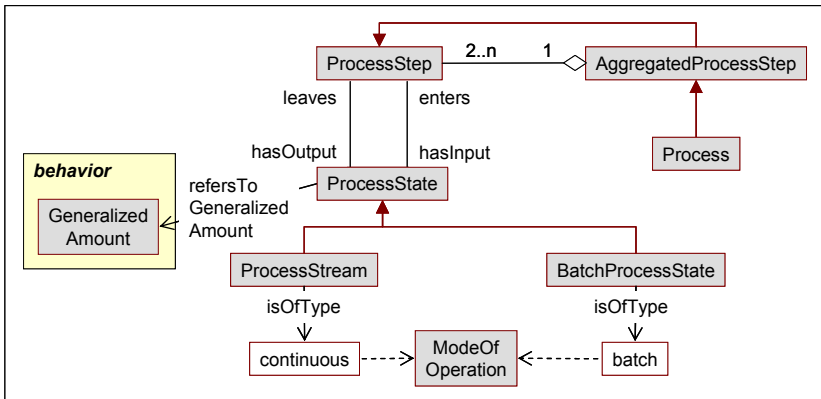 ProcessStep
2..n
1
AggregatedProcessStep
leaves
enters
Process
hasOutput
hasInput
behavior
refersTo
Generalized
Amount
ProcessState
Generalized
Amount
ProcessStream
BatchProcessState
isOfType
isOfType
continuous
ModeOf
Operation
batch